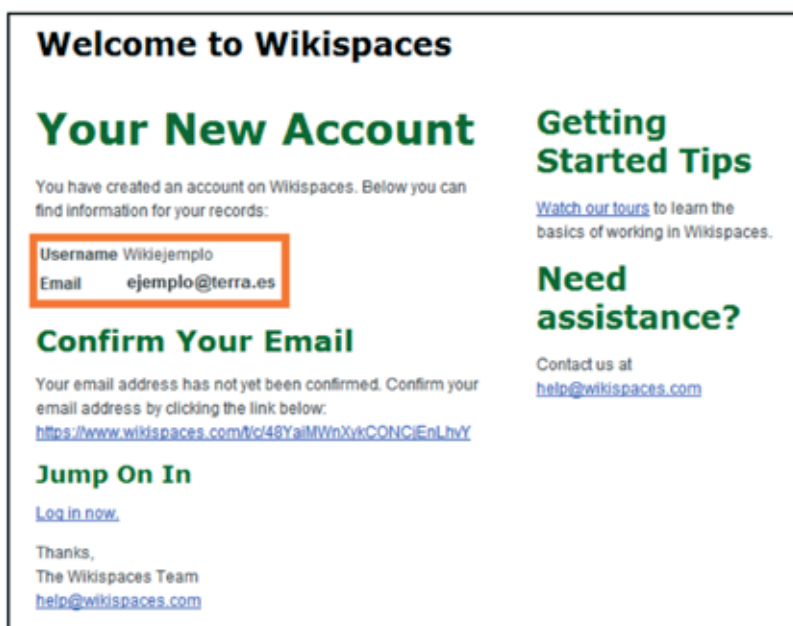 Welcome to Wikispaces
Your New Account
You have created an account on Wikispaces. Below you can
find information for your records:
Username Wikiejemplo
Email ejemplo@terra.es
Confirm Your Email
Your email address has not yet been confirmed. Confirm your
email address by clicking the link below:
https://www.wikispaces.com/t/c/48YaiMWnXykCONCjEnLhvY
Jump On In
Log in now.
Thanks,
The Wikispaces Team
help@wikispaces.com
Getting
Started Tips
Watch our tours to learn the
basics of working in Wikispaces.
Need
assistance?
Contact us at
help@wikispaces.com